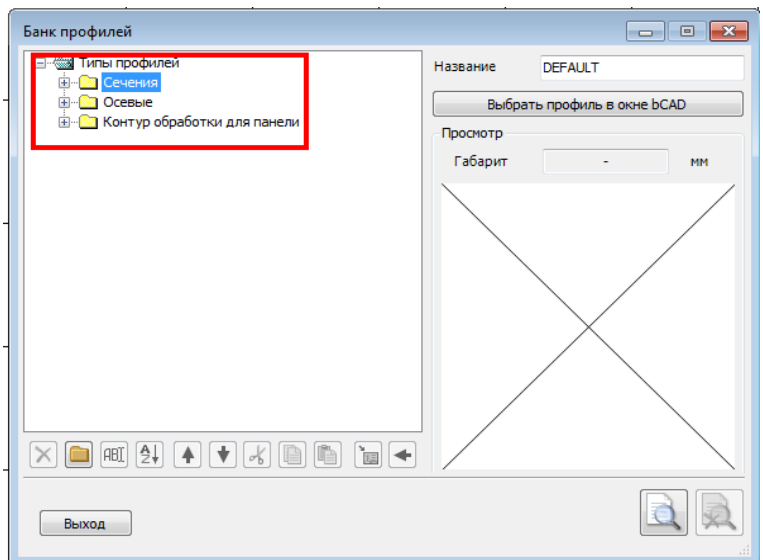 Банк профилей
Типы профилей
Сечения
Осевые
Контур обработки для панели
Название DEFAULT
Выбрать профиль в окне bCAD
Просмотр
Габарит - мм
ABI
Выход